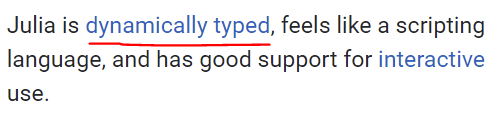 Julia is dynamically typed, feels like a scripting
language, and has good support for interactive
use.